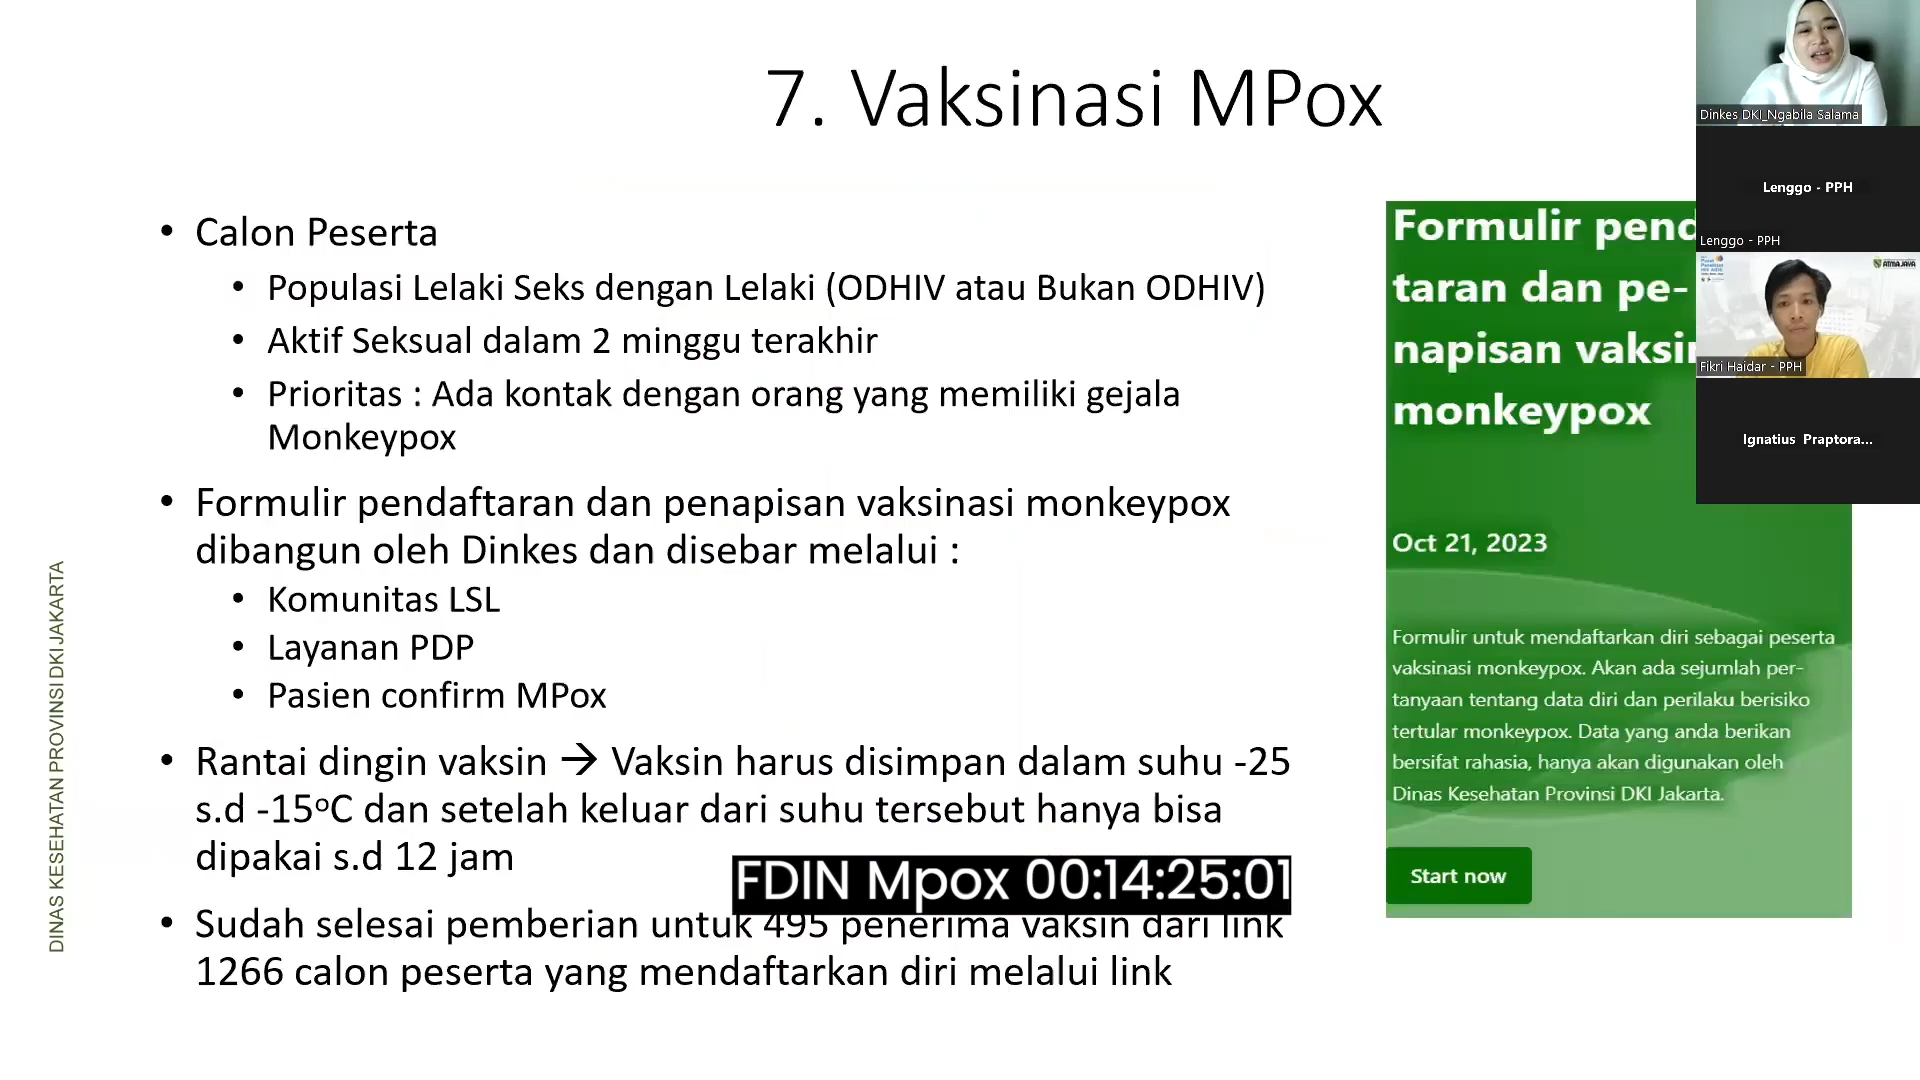 7. Vaksinasi MPox
• Calon Peserta
• Populasi Lelaki Seks dengan Lelaki (ODHIV atau Bukan ODHIV)
• Aktif Seksual dalam 2 minggu terakhir
• Prioritas : Ada kontak dengan orang yang memiliki gejala
Monkeypox
• Formulir pendaftaran dan penapisan vaksinasi monkeypox
dibangun oleh Dinkes dan disebar melalui :
• Komunitas LSL
• Layanan PDP
• Pasien confirm MPox
• Rantai dingin vaksin → Vaksin harus disimpan dalam suhu -25
s.d -15ᵒC dan setelah keluar dari suhu tersebut hanya bisa
dipakai s.d 12 jam
• Sudah selesai pemberian untuk 495 penerima vaksin dari link
1266 calon peserta yang mendaftarkan diri melalui link
FDIN Mpox 00:14:25:01
DINAS KESEHATAN PROVINSI DKI JAKARTA
Formulir pend
taran dan pe-
napisan vaksin
monkeypox
Oct 21, 2023
Formulir untuk mendaftarkan diri sebagai peserta
vaksinasi monkeypox. Akan ada sejumlah per-
tanyaan tentang data diri dan perilaku berisiko
tertular monkeypox. Data yang anda berikan
bersifat rahasia, hanya akan digunakan oleh
Dinas Kesehatan Provinsi DKI Jakarta.
Start now
Dinkes DKI_Ngabila Salama
Lenggo - PPH
Lenggo - PPH
ATMA JAYA
Fikri Haidar - PPH
Ignatius Praptora...